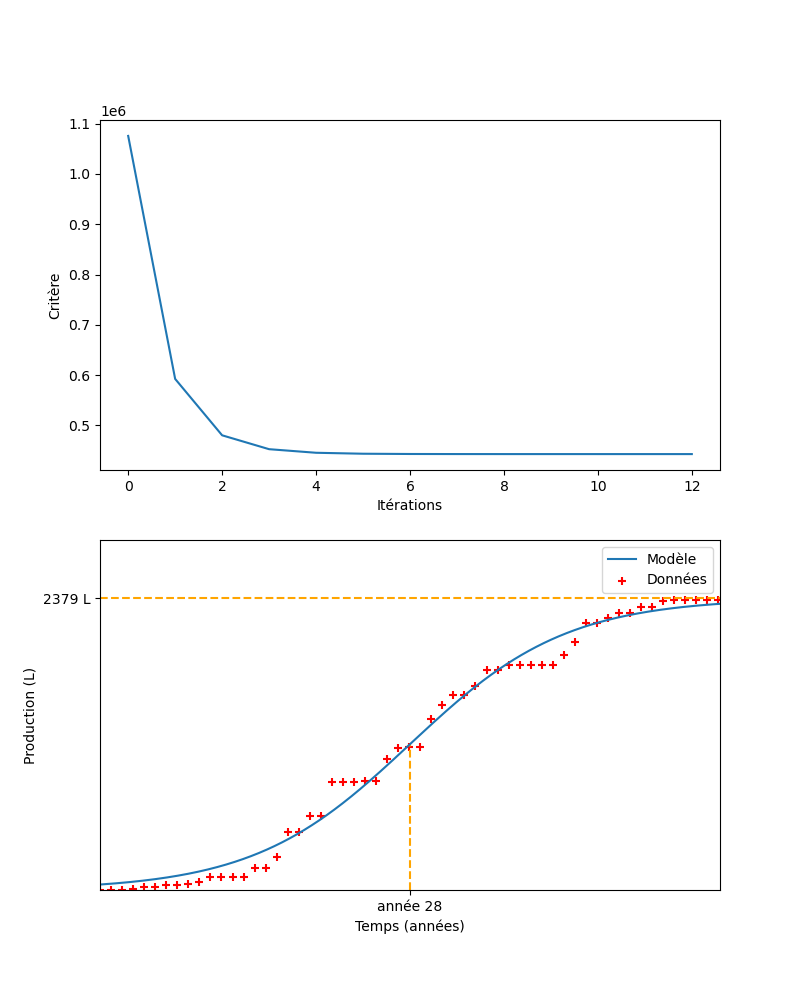 1e6
1.1
1.0
0.9
0.8
0.7
0.6
0.5
Critère
0 2 4 6 8 10 12
Itérations
Modèle
Données
2379 L
Production (L)
année 28
Temps (années)